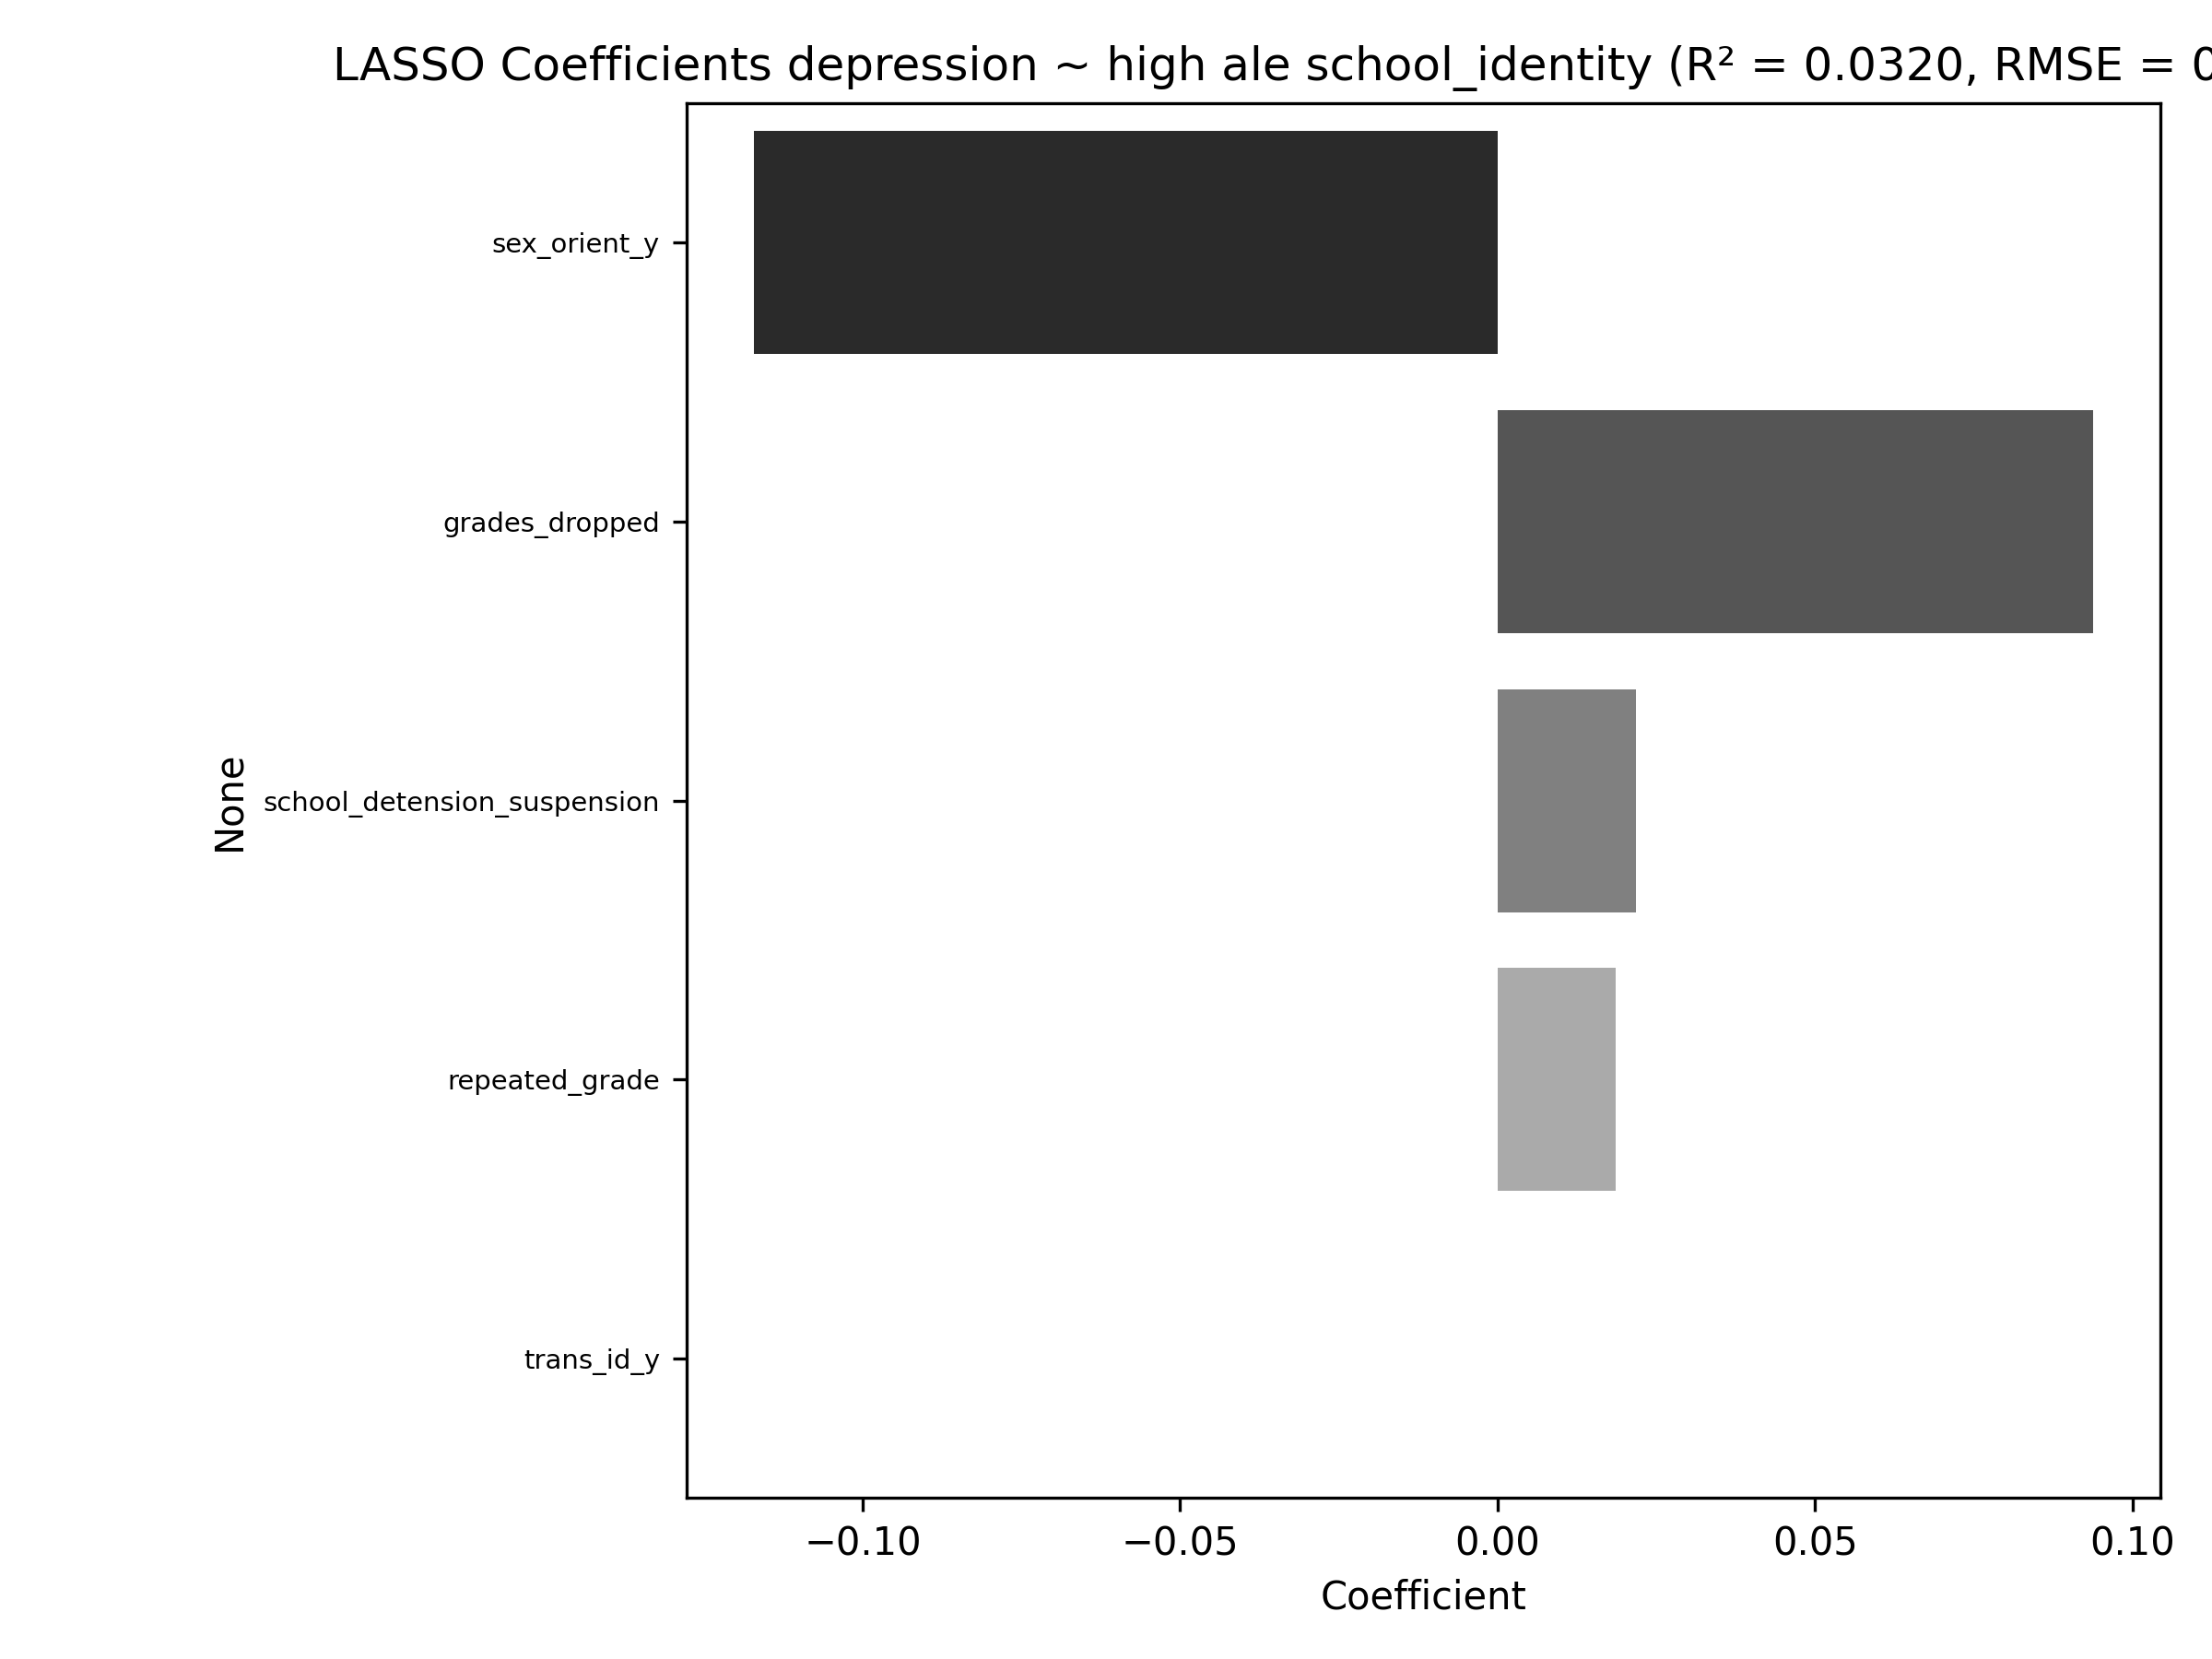 LASSO Coefficients depression ~ high ale school_identity (R² = 0.0320, RMSE = 0
sex_orient_y
grades_dropped
school_detension_suspension
repeated_grade
trans_id_y
None
−0.10 −0.05 0.00 0.05 0.10
Coefficient